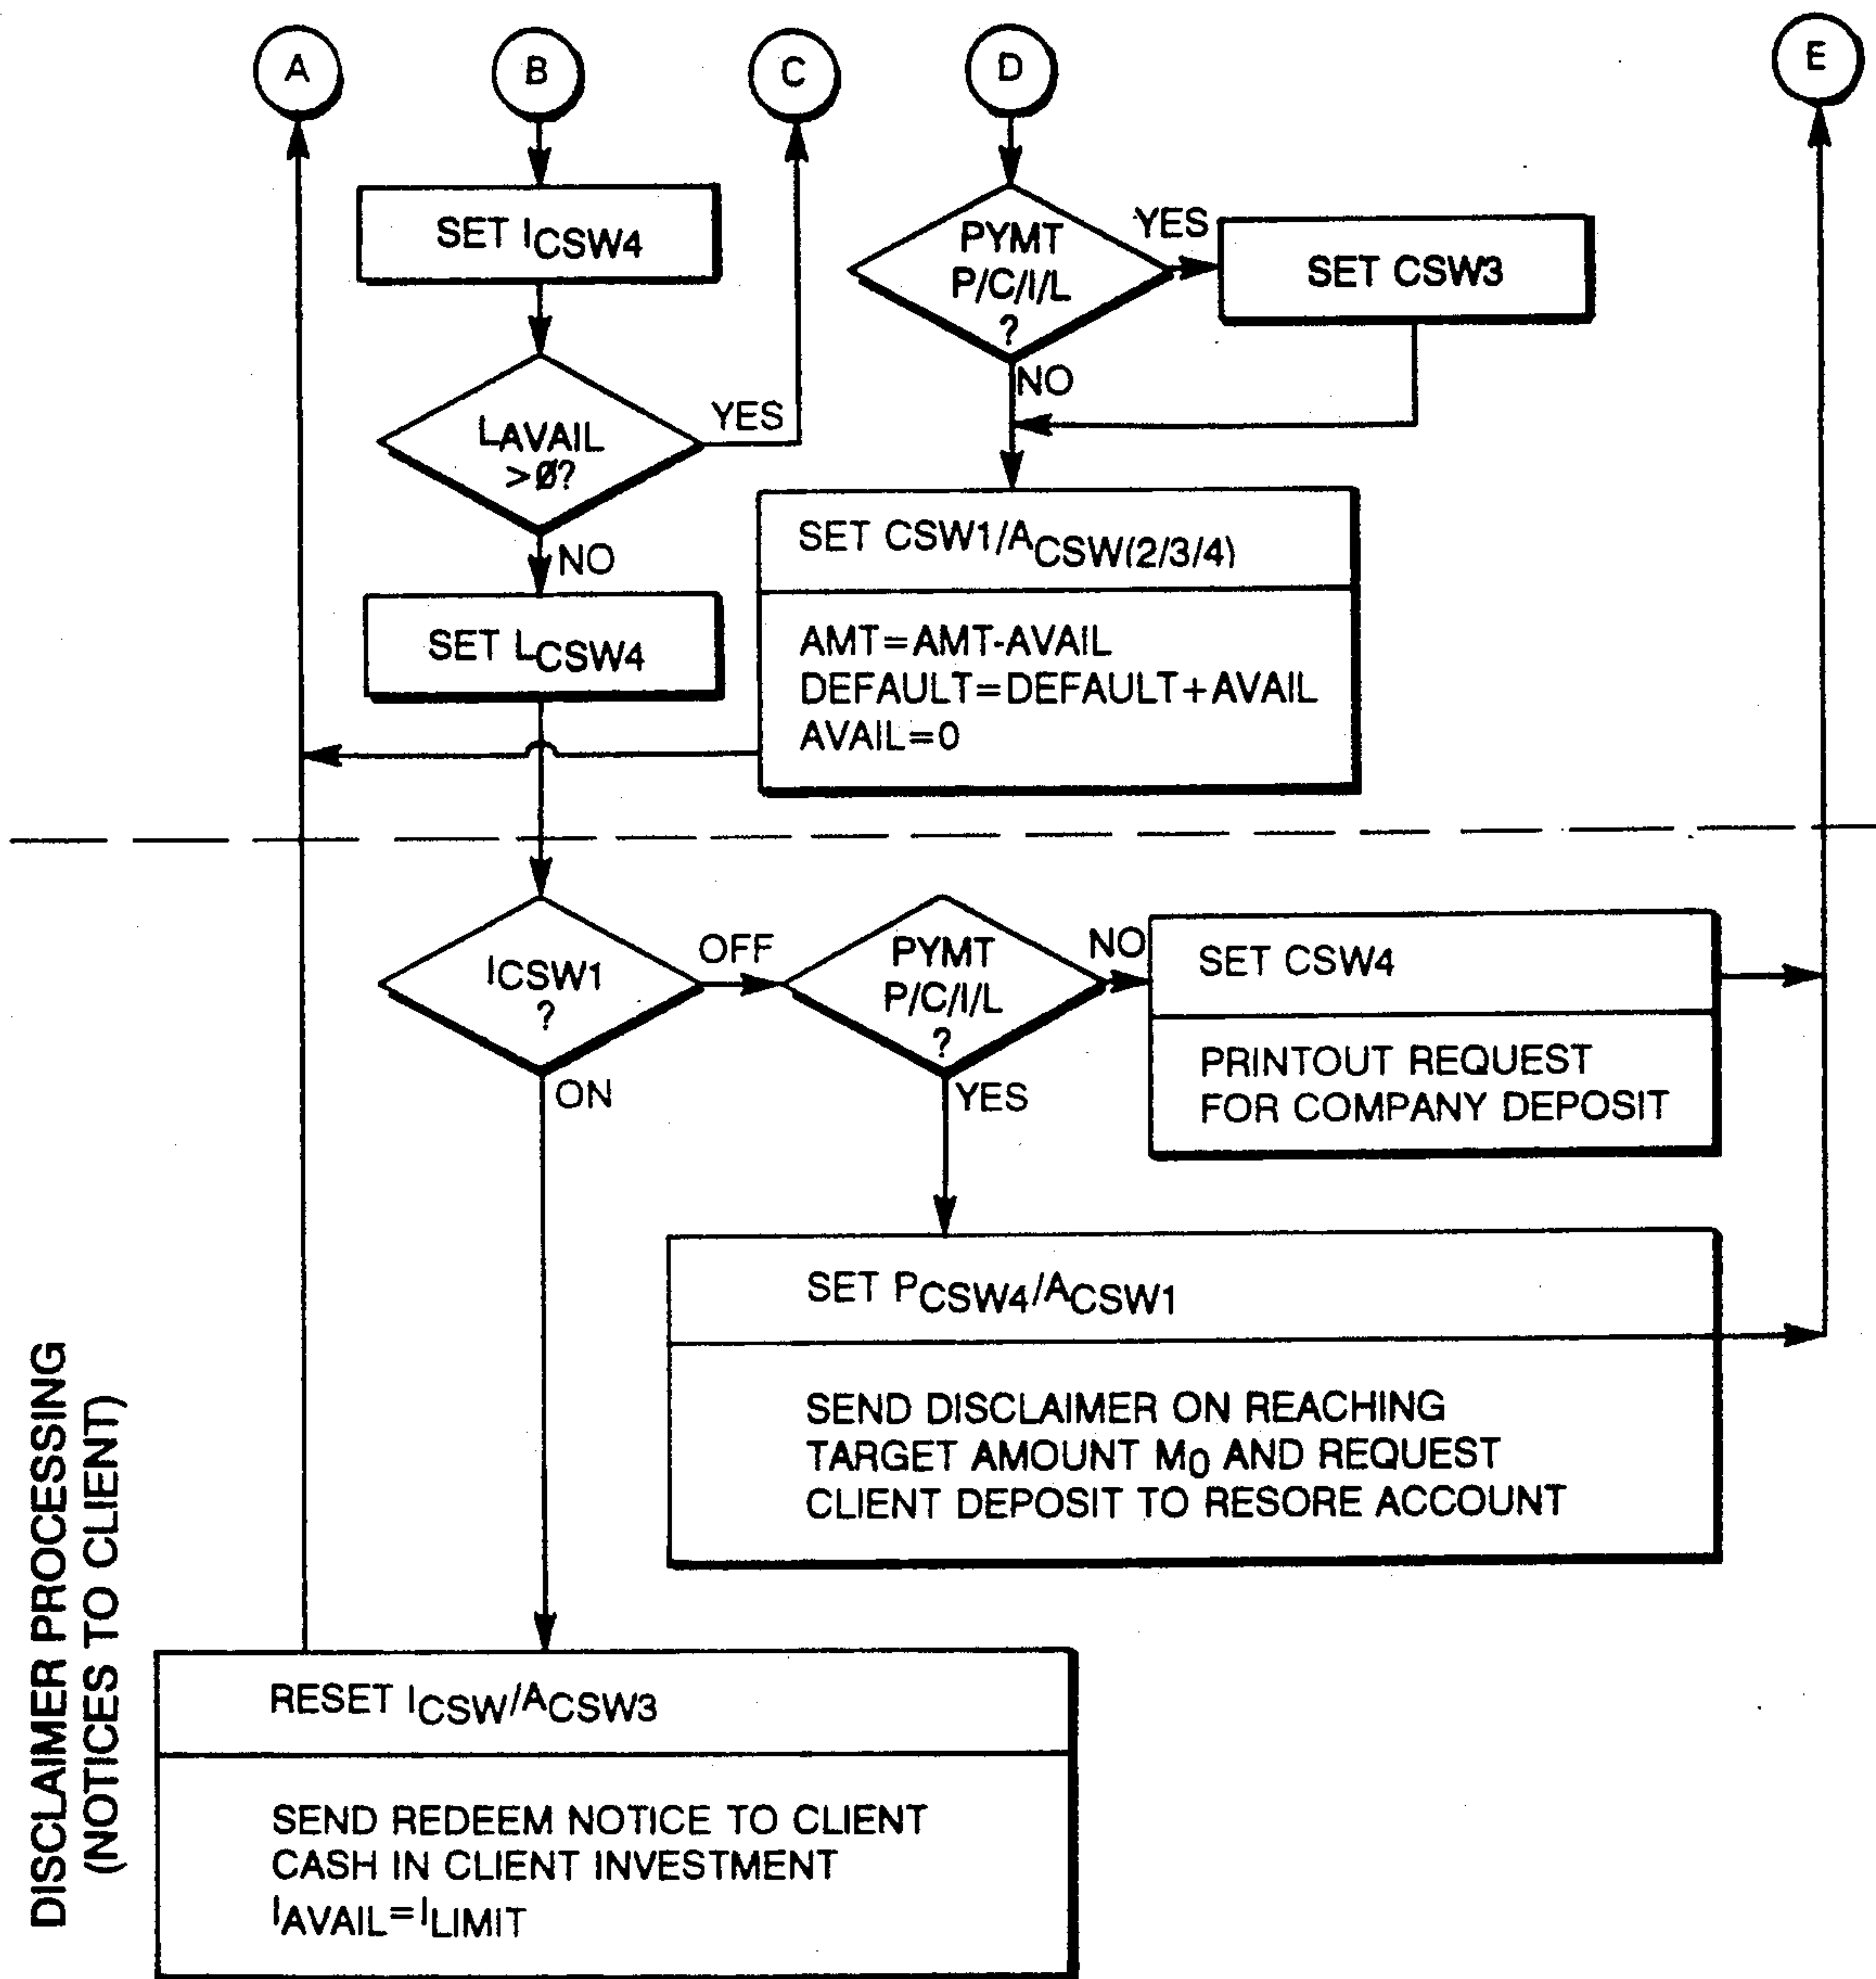 A
B
C
D
E
SET ICSW4
PYMT
P/C/I/L
?
YES
SET CSW3
NO
LAVAIL
>Ø?
YES
NO
SET CSW1/ACSW(2/3/4)
AMT=AMT-AVAIL
DEFAULT=DEFAULT+AVAIL
AVAIL=0
SET LCSW4
ICSW1
?
OFF
ON
PYMT
P/C/I/L
?
NO
YES
SET CSW4
PRINTOUT REQUEST
FOR COMPANY DEPOSIT
SET PCSW4/ACSW1
SEND DISCLAIMER ON REACHING
TARGET AMOUNT M0 AND REQUEST
CLIENT DEPOSIT TO RESORE ACCOUNT
DISCLAIMER PROCESSING
(NOTICES TO CLIENT)
RESET ICSW/ACSW3
SEND REDEEM NOTICE TO CLIENT
CASH IN CLIENT INVESTMENT
IAVAIL=ILIMIT